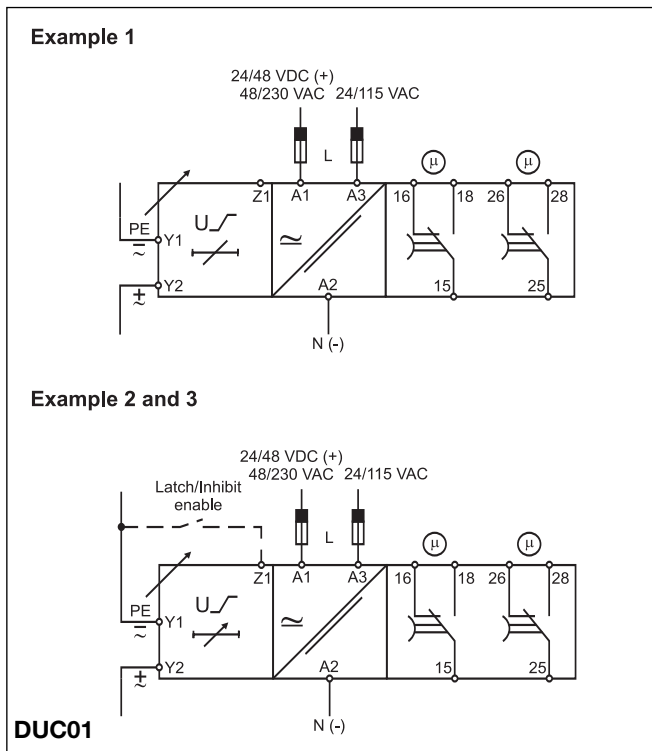 Example 1
24/48 VDC (+)
48/230 VAC 24/115 VAC
L
μ μ
Z1 A1 A3 16 18 26 28
PE
Y1
U
Y2
A2 15 25
N (-)
Example 2 and 3
24/48 VDC (+)
48/230 VAC 24/115 VAC
Latch/Inhibit
enable
L
μ μ
Z1 A1 A3 16 18 26 28
PE
Y1
U
Y2
A2 15 25
N (-)
DUC01